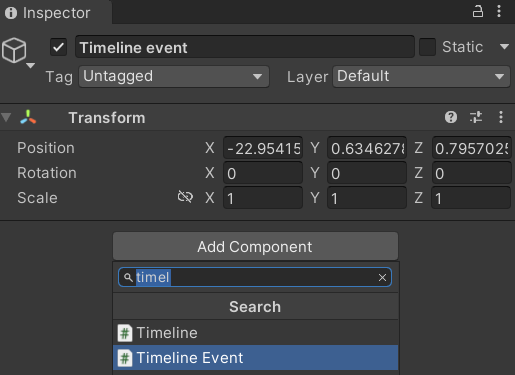 Inspector
Timeline event
Static
Tag Untagged Layer Default
Transform
Position X -22.95415 Y 0.6346278 Z 0.7957025
Rotation X 0 Y 0 Z 0
Scale X 1 Y 1 Z 1
Add Component
timel
Search
Timeline
Timeline Event